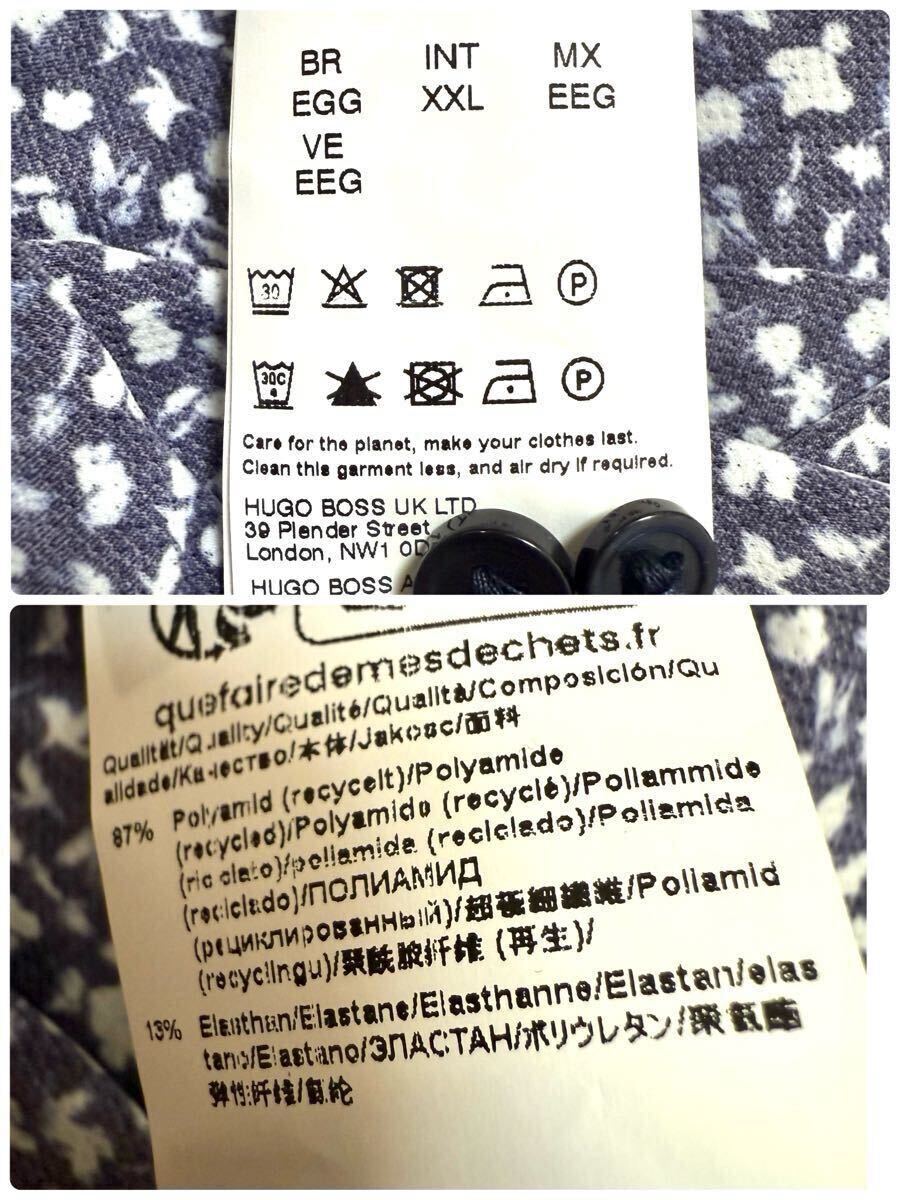 BR INT MX
EGG XXL EEG
VE
EEG
30 P
30C P
Care for the planet, make your clothes last.
Clean this garment less, and air dry if required.
HUGO BOSS UK LTD
39 Plender Street
London, NW1
HUGO BOSS
quefairedemesdechets.fr
Qualität/Quality/Qualité/Qualità/Composición/Qu
alidade/Качество/本体/Jakosc/面料
87% Polyamid (recycelt)/Polyamide
(recycled)/Polyamide (recyclé)/Poliammide
(riciclato)/poliamida (reciclado)/Poliamida
(reciclado)/ПОЛИАМИД
(рециклированный)/超極細繊維/Poliamid
(recyclingu)/聚酰胺纤维 (再生)/
13% Elasthan/Elastane/Elasthanne/Elastan/elas
tano/Elastano/ЭЛАСТАН/ポリウレタン/聚氨酯
弹性纤维/氨纶